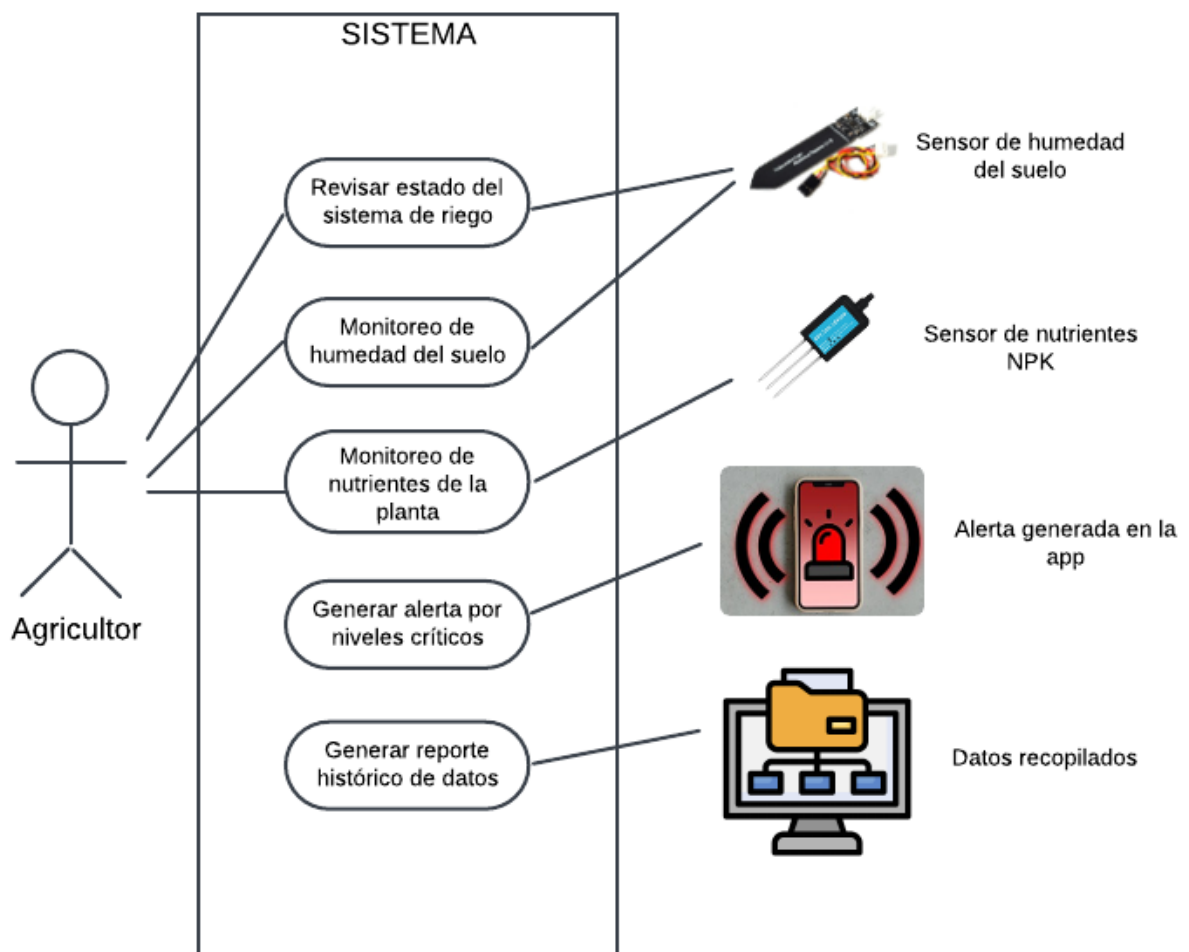 SISTEMA
Revisar estado del
sistema de riego
Monitoreo de
humedad del suelo
Monitoreo de
nutrientes de la
planta
Generar alerta por
niveles críticos
Generar reporte
histórico de datos
Agricultor
Sensor de humedad
del suelo
Sensor de nutrientes
NPK
Alerta generada en la
app
Datos recopilados